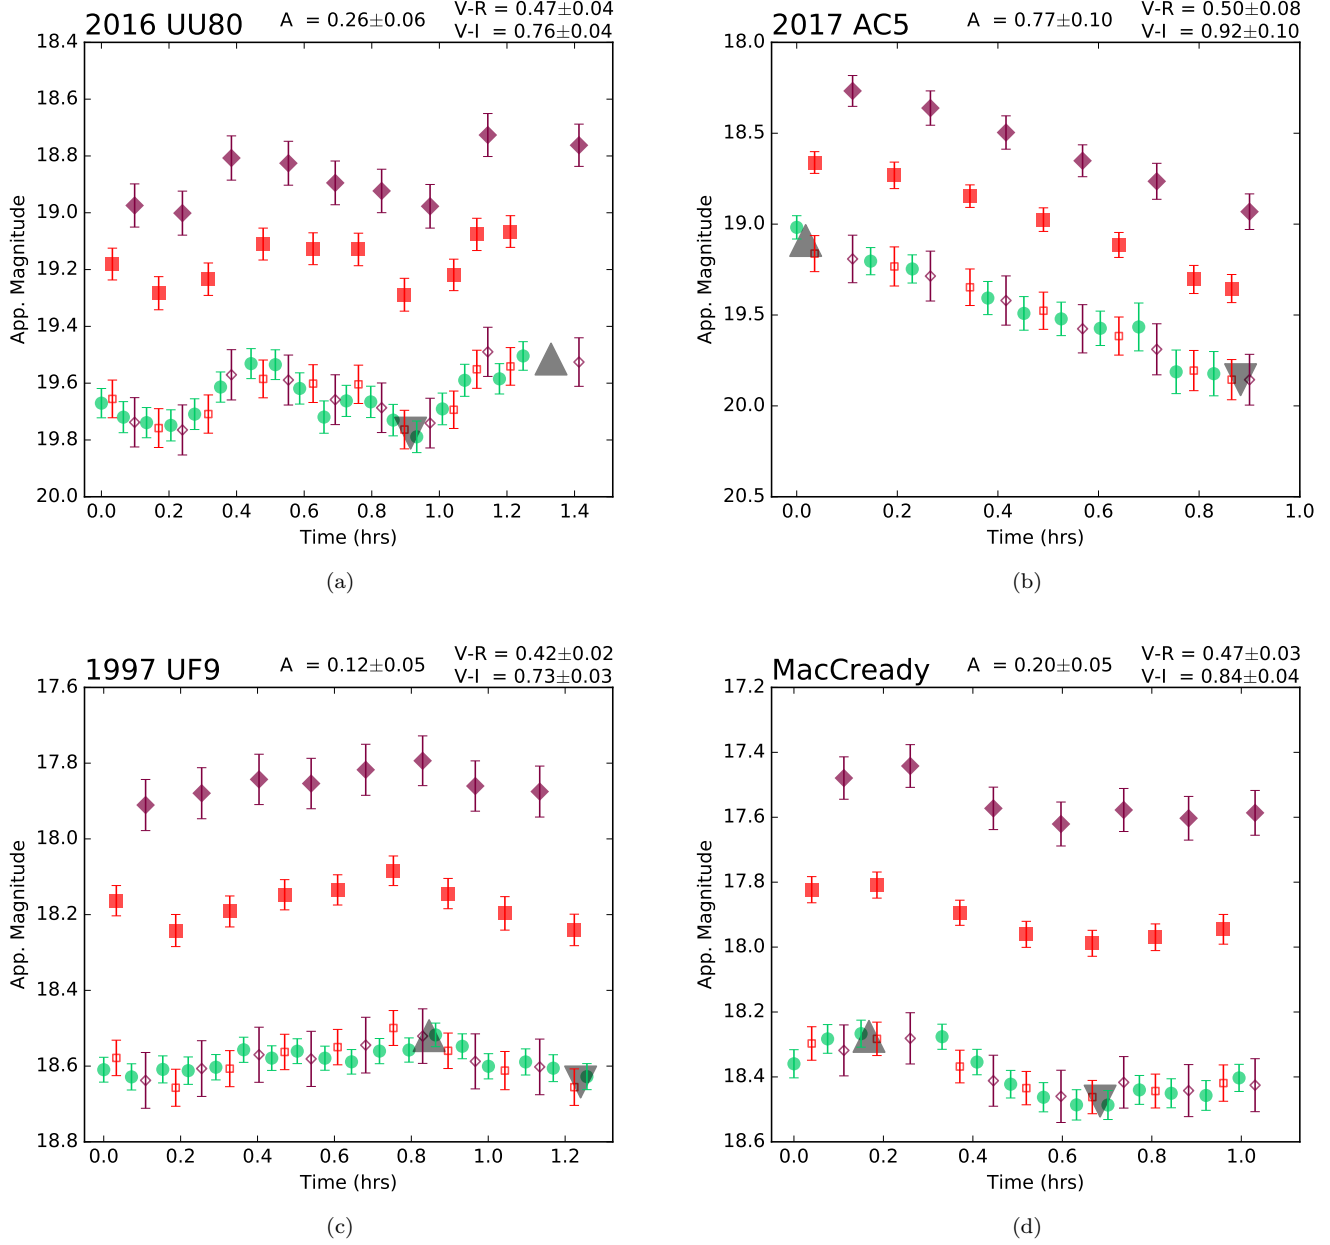 2016 UU80
A = 0.26±0.06
V-R = 0.47±0.04
V-I = 0.76±0.04
18.4
18.6
18.8
19.0
19.2
19.4
19.6
19.8
20.0
App. Magnitude
0.0 0.2 0.4 0.6 0.8 1.0 1.2 1.4
Time (hrs)
(a)
2017 AC5
A = 0.77±0.10
V-R = 0.50±0.08
V-I = 0.92±0.10
18.0
18.5
19.0
19.5
20.0
20.5
App. Magnitude
0.0 0.2 0.4 0.6 0.8 1.0
Time (hrs)
(b)
1997 UF9
A = 0.12±0.05
V-R = 0.42±0.02
V-I = 0.73±0.03
17.6
17.8
18.0
18.2
18.4
18.6
18.8
App. Magnitude
0.0 0.2 0.4 0.6 0.8 1.0 1.2
Time (hrs)
(c)
MacCready
A = 0.20±0.05
V-R = 0.47±0.03
V-I = 0.84±0.04
17.2
17.4
17.6
17.8
18.0
18.2
18.4
18.6
App. Magnitude
0.0 0.2 0.4 0.6 0.8 1.0
Time (hrs)
(d)